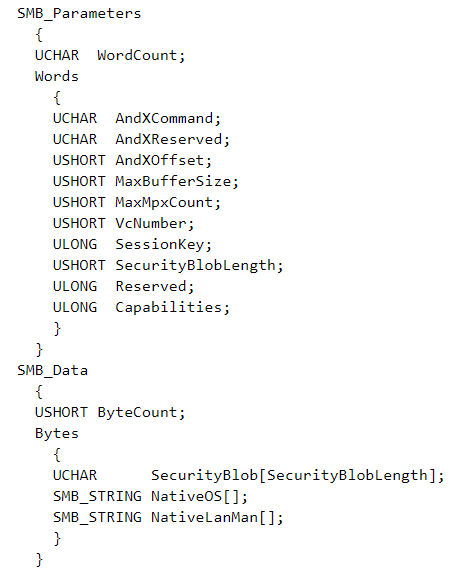 SMB_Parameters
{
UCHAR  WordCount;
Words
{
UCHAR  AndXCommand;
UCHAR  AndXReserved;
USHORT AndXOffset;
USHORT MaxBufferSize;
USHORT MaxMpxCount;
USHORT VcNumber;
ULONG  SessionKey;
USHORT SecurityBlobLength;
ULONG  Reserved;
ULONG  Capabilities;
}
}
SMB_Data
{
USHORT ByteCount;
Bytes
{
UCHAR      SecurityBlob[SecurityBlobLength];
SMB_STRING NativeOS[];
SMB_STRING NativeLanMan[];
}
}